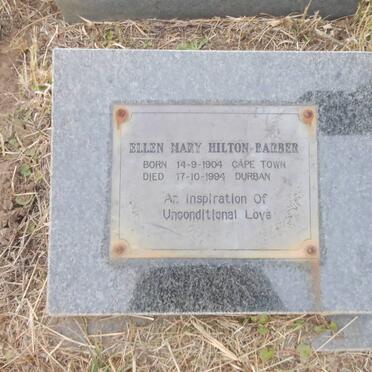 ELLEN MARY HILTON-BARBER
BORN 14-9-1904 CAPE TOWN
DIED 17-10-1994 DURBAN
An Inspiration Of
Unconditional Love